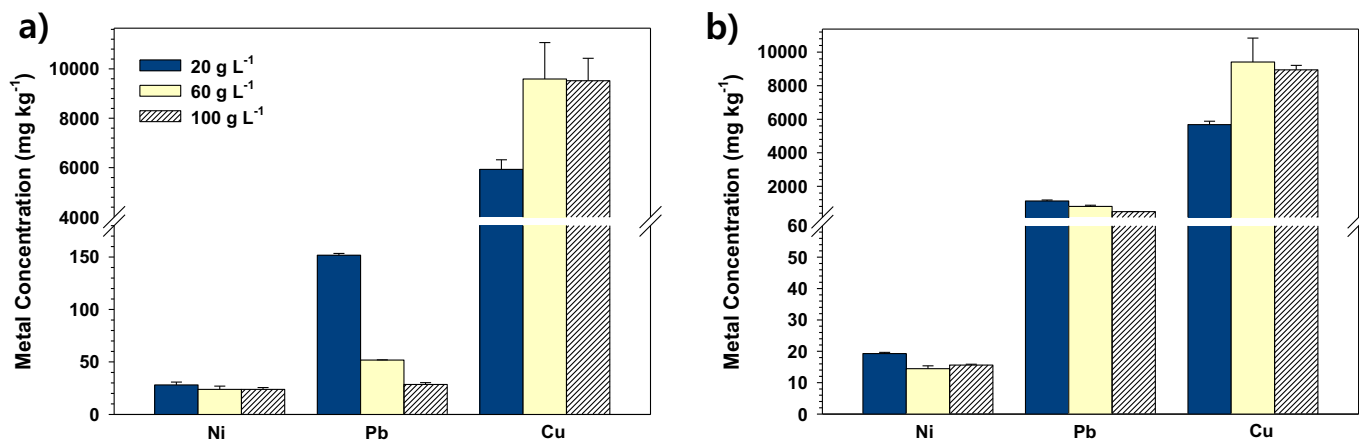 a)
Metal Concentration (mg kg⁻¹)
10000
8000
6000
4000
150
100
50
0
20 g L⁻¹
60 g L⁻¹
100 g L⁻¹
Ni Pb Cu
b)
Metal Concentration (mg kg⁻¹)
10000
8000
6000
4000
2000
60
50
40
30
20
10
0
Ni Pb Cu